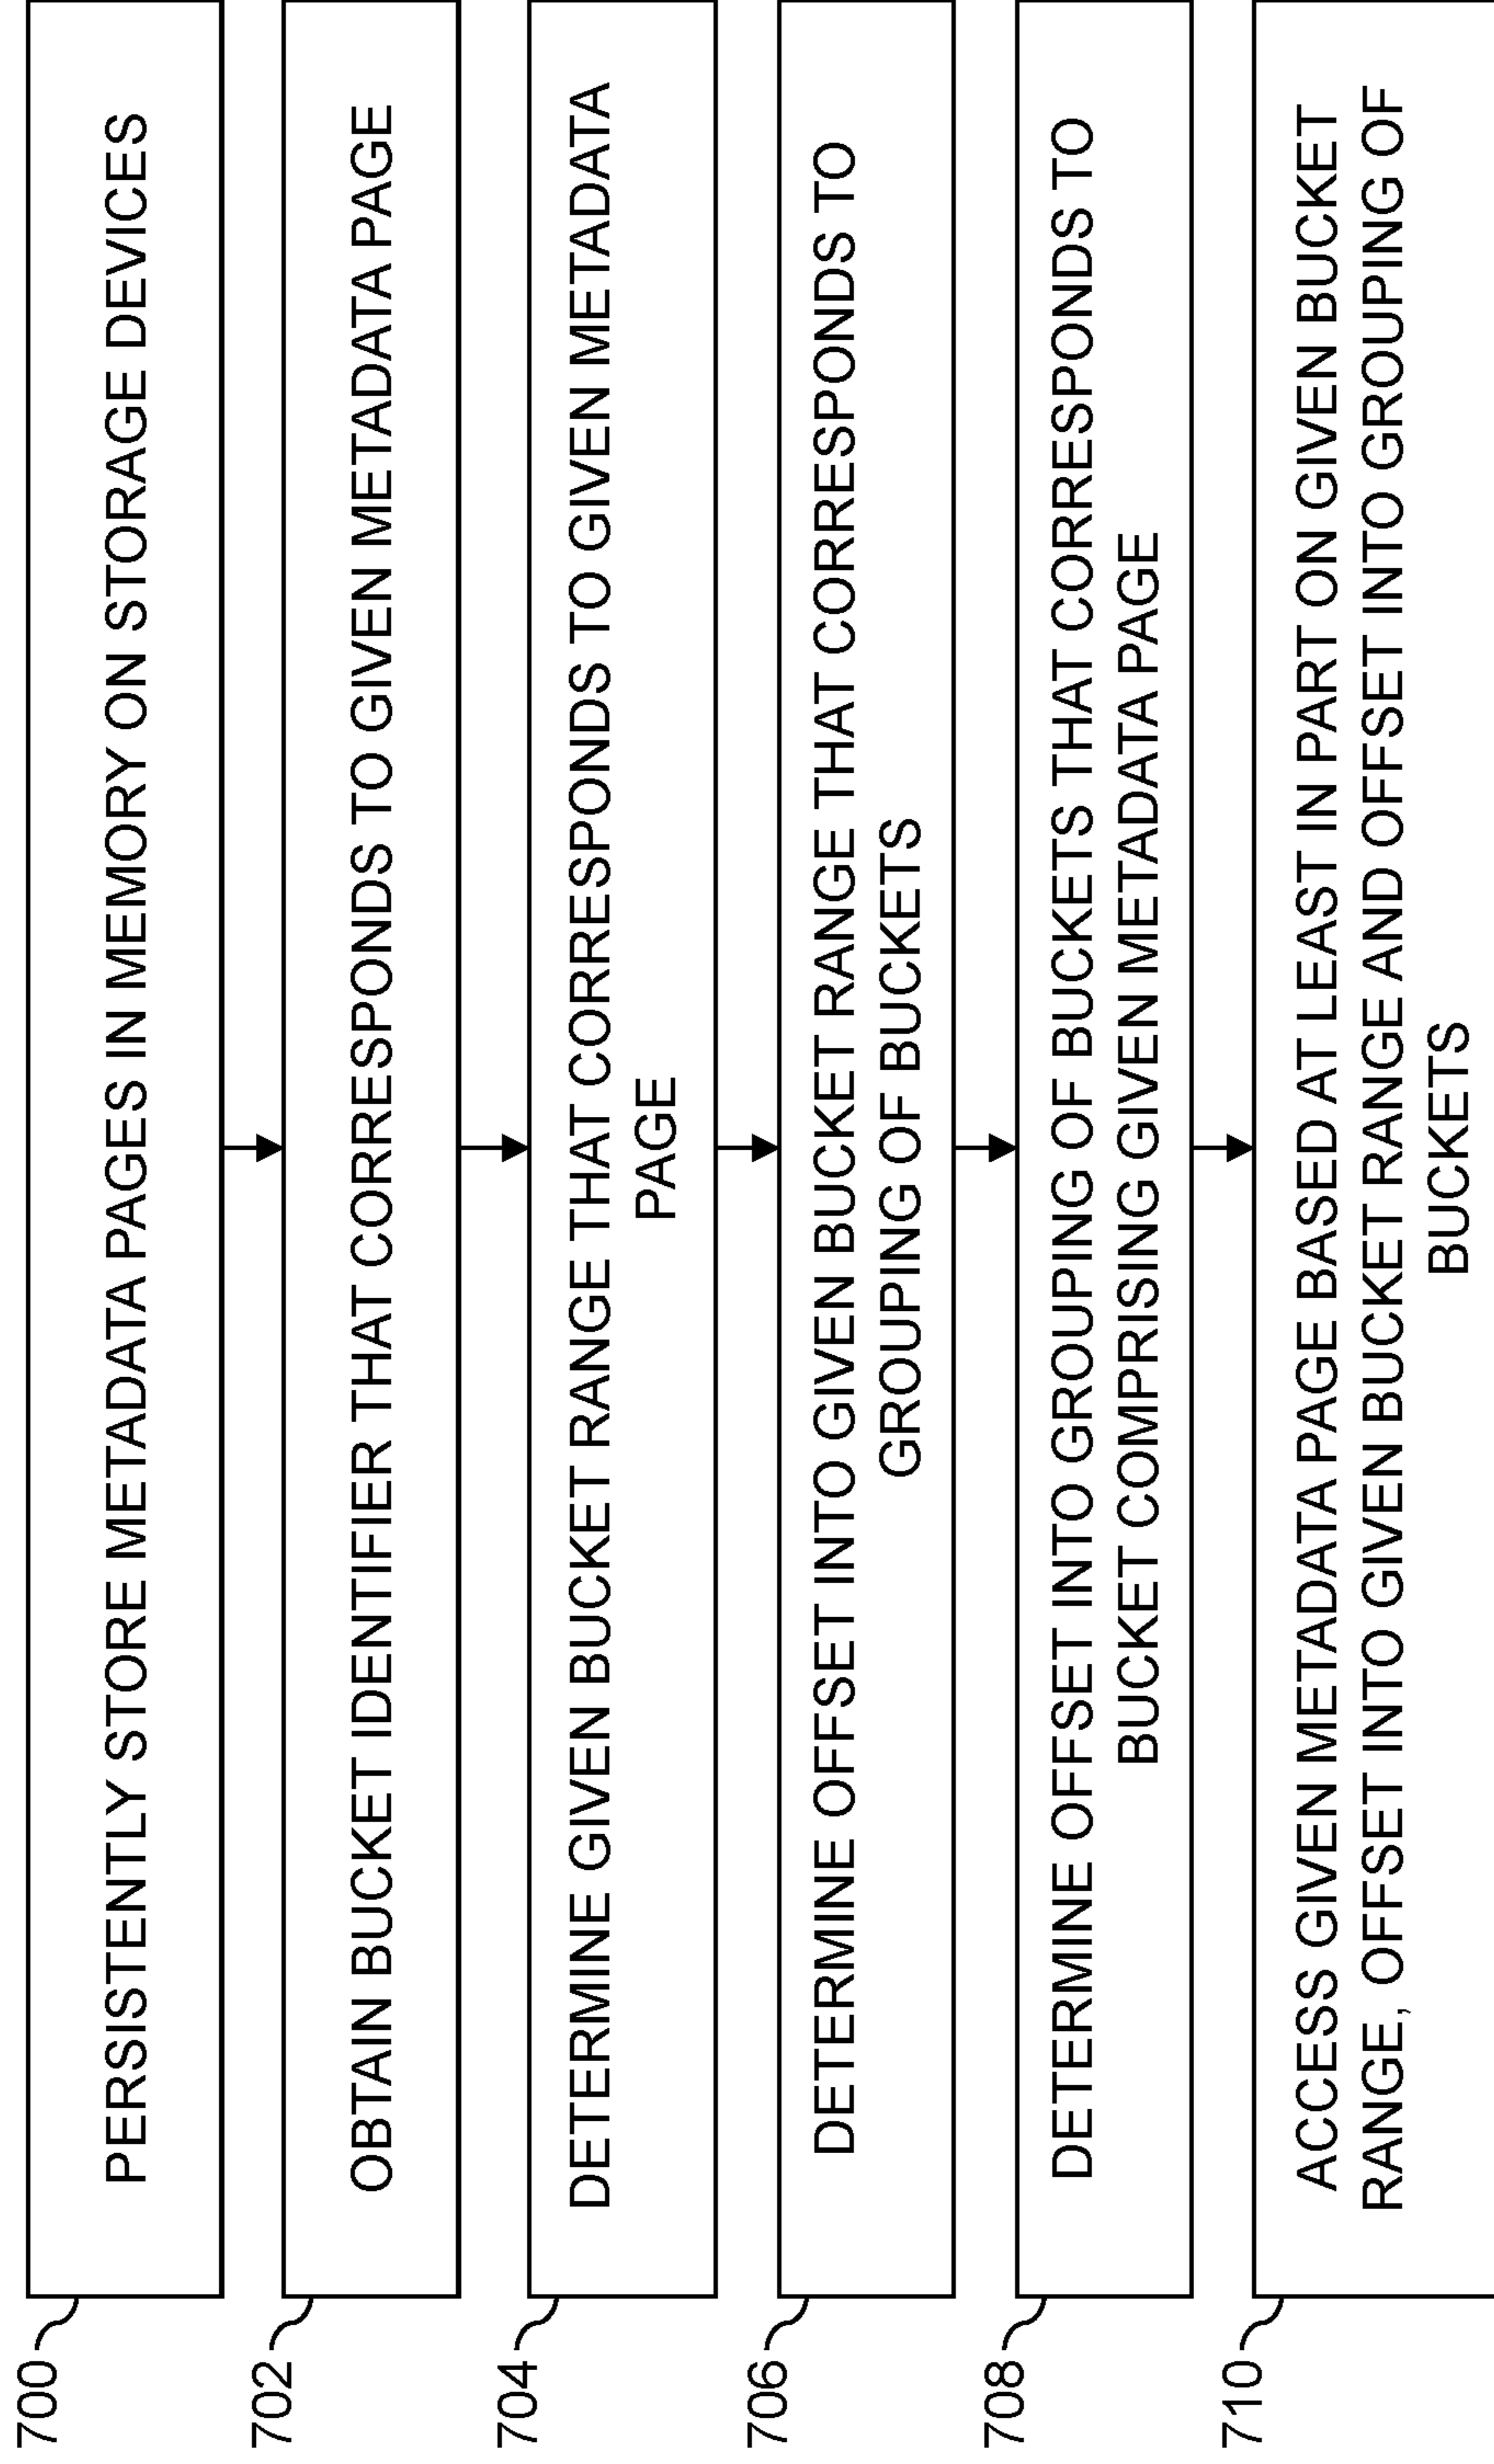 700
PERSISTENTLY STORE METADATA PAGES IN MEMORY ON STORAGE DEVICES
702
OBTAIN BUCKET IDENTIFIER THAT CORRESPONDS TO GIVEN METADATA PAGE
704
DETERMINE GIVEN BUCKET RANGE THAT CORRESPONDS TO GIVEN METADATA
PAGE
706
DETERMINE OFFSET INTO GIVEN BUCKET RANGE THAT CORRESPONDS TO
GROUPING OF BUCKETS
708
DETERMINE OFFSET INTO GROUPING OF BUCKETS THAT CORRESPONDS TO
BUCKET COMPRISING GIVEN METADATA PAGE
710
ACCESS GIVEN METADATA PAGE BASED AT LEAST IN PART ON GIVEN BUCKET
RANGE, OFFSET INTO GIVEN BUCKET RANGE AND OFFSET INTO GROUPING OF
BUCKETS